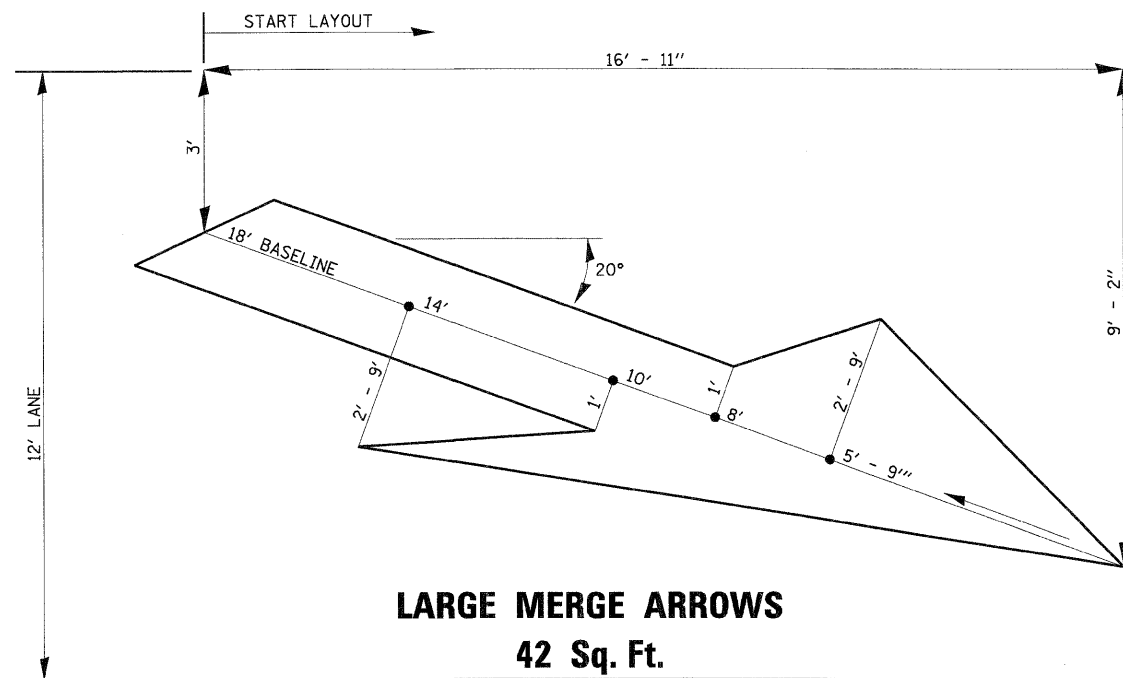 START LAYOUT
16' - 11"
3'
18' BASELINE
20°
14'
9' - 2"
2' - 9'
10'
1'
1'
8'
2' - 9'
5' - 9'"
12' LANE
LARGE MERGE ARROWS
42 Sq. Ft.